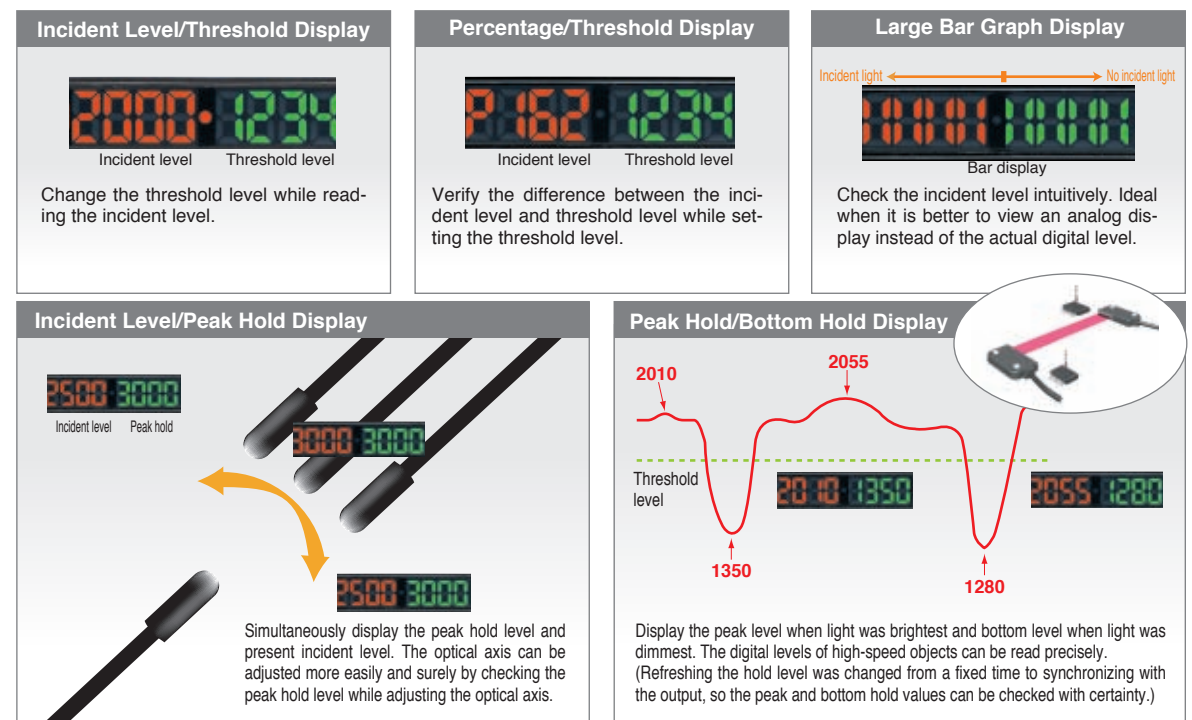 Incident Level/Threshold Display
2000 1234
Incident level Threshold level
Change the threshold level while read-
ing the incident level.
Percentage/Threshold Display
P 162 1234
Incident level Threshold level
Verify the difference between the inci-
dent level and threshold level while set-
ting the threshold level.
Large Bar Graph Display
Incident light No incident light
Bar display
Check the incident level intuitively. Ideal
when it is better to view an analog dis-
play instead of the actual digital level.
Incident Level/Peak Hold Display
2500 3000
Incident level Peak hold
3000 3000
2500 3000
Simultaneously display the peak hold level and
present incident level. The optical axis can be
adjusted more easily and surely by checking the
peak hold level while adjusting the optical axis.
Peak Hold/Bottom Hold Display
2010
2055
Threshold
level
2010 1350
2055 1280
1350
1280
Display the peak level when light was brightest and bottom level when light was
dimmest. The digital levels of high-speed objects can be read precisely.
(Refreshing the hold level was changed from a fixed time to synchronizing with
the output, so the peak and bottom hold values can be checked with certainty.)